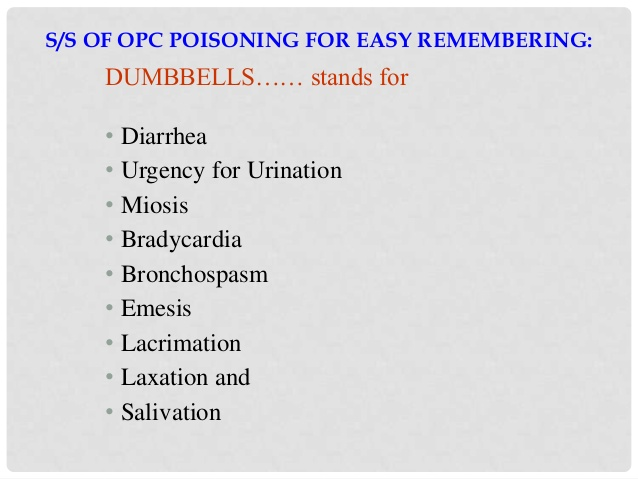 S/S OF OPC POISONING FOR EASY REMEMBERING:
DUMBBELLS…… stands for
• Diarrhea
• Urgency for Urination
• Miosis
• Bradycardia
• Bronchospasm
• Emesis
• Lacrimation
• Laxation and
• Salivation